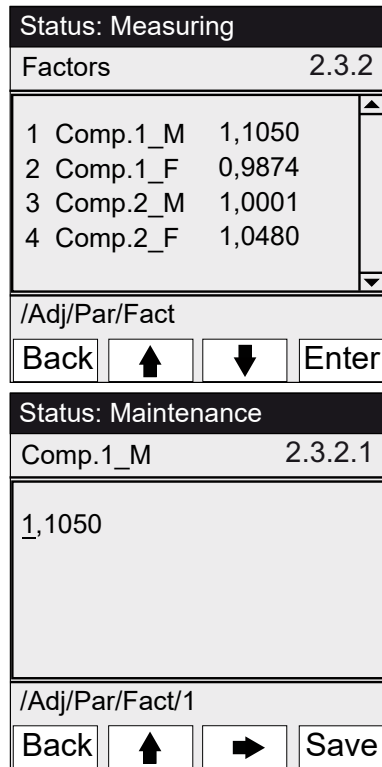 Status: Measuring
Factors 2.3.2
1 Comp.1_M 1,1050
2 Comp.1_F 0,9874
3 Comp.2_M 1,0001
4 Comp.2_F 1,0480
/Adj/Par/Fact
Back Enter
Status: Maintenance
Comp.1_M 2.3.2.1
1,1050
/Adj/Par/Fact/1
Back Save